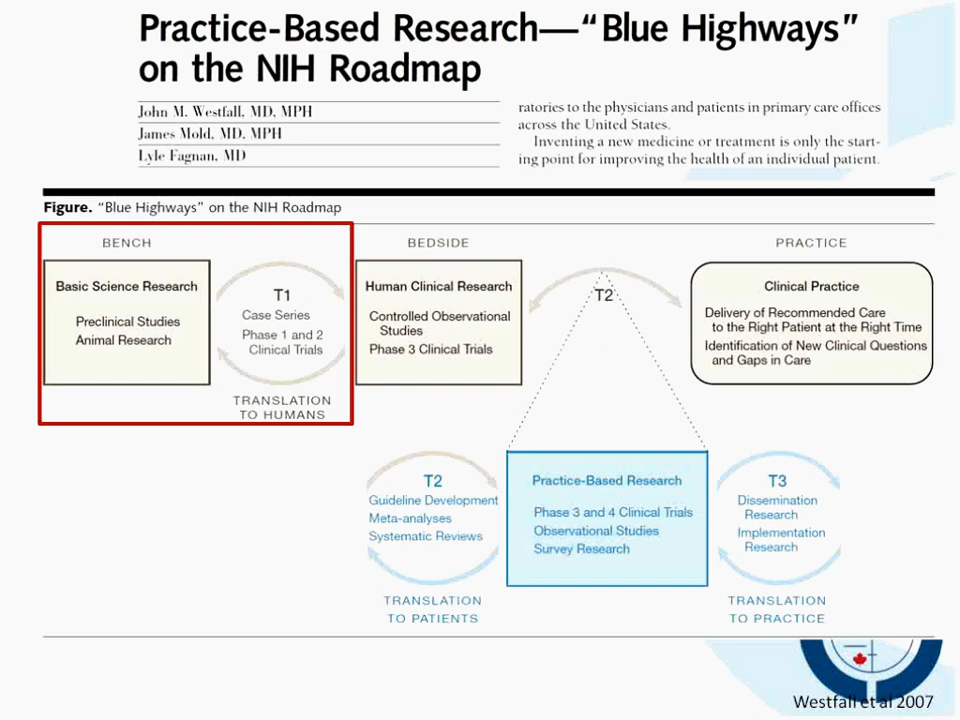 Practice-Based Research—“Blue Highways”
on the NIH Roadmap
John M. Westfall, MD, MPH
James Mold, MD, MPH
Lyle Fagnan, MD
ratories to the physicians and patients in primary care offices
across the United States.
Inventing a new medicine or treatment is only the start-
ing point for improving the health of an individual patient.
Figure. “Blue Highways” on the NIH Roadmap
BENCH
Basic Science Research
Preclinical Studies
Animal Research
T1
Case Series
Phase 1 and 2
Clinical Trials
TRANSLATION
TO HUMANS
BEDSIDE
Human Clinical Research
Controlled Observational
Studies
Phase 3 Clinical Trials
T2
PRACTICE
Clinical Practice
Delivery of Recommended Care
to the Right Patient at the Right Time
Identification of New Clinical Questions
and Gaps in Care
T2
Guideline Development
Meta-analyses
Systematic Reviews
TRANSLATION
TO PATIENTS
Practice-Based Research
Phase 3 and 4 Clinical Trials
Observational Studies
Survey Research
T3
Dissemination
Research
Implementation
Research
TRANSLATION
TO PRACTICE
Westfall et al 2007